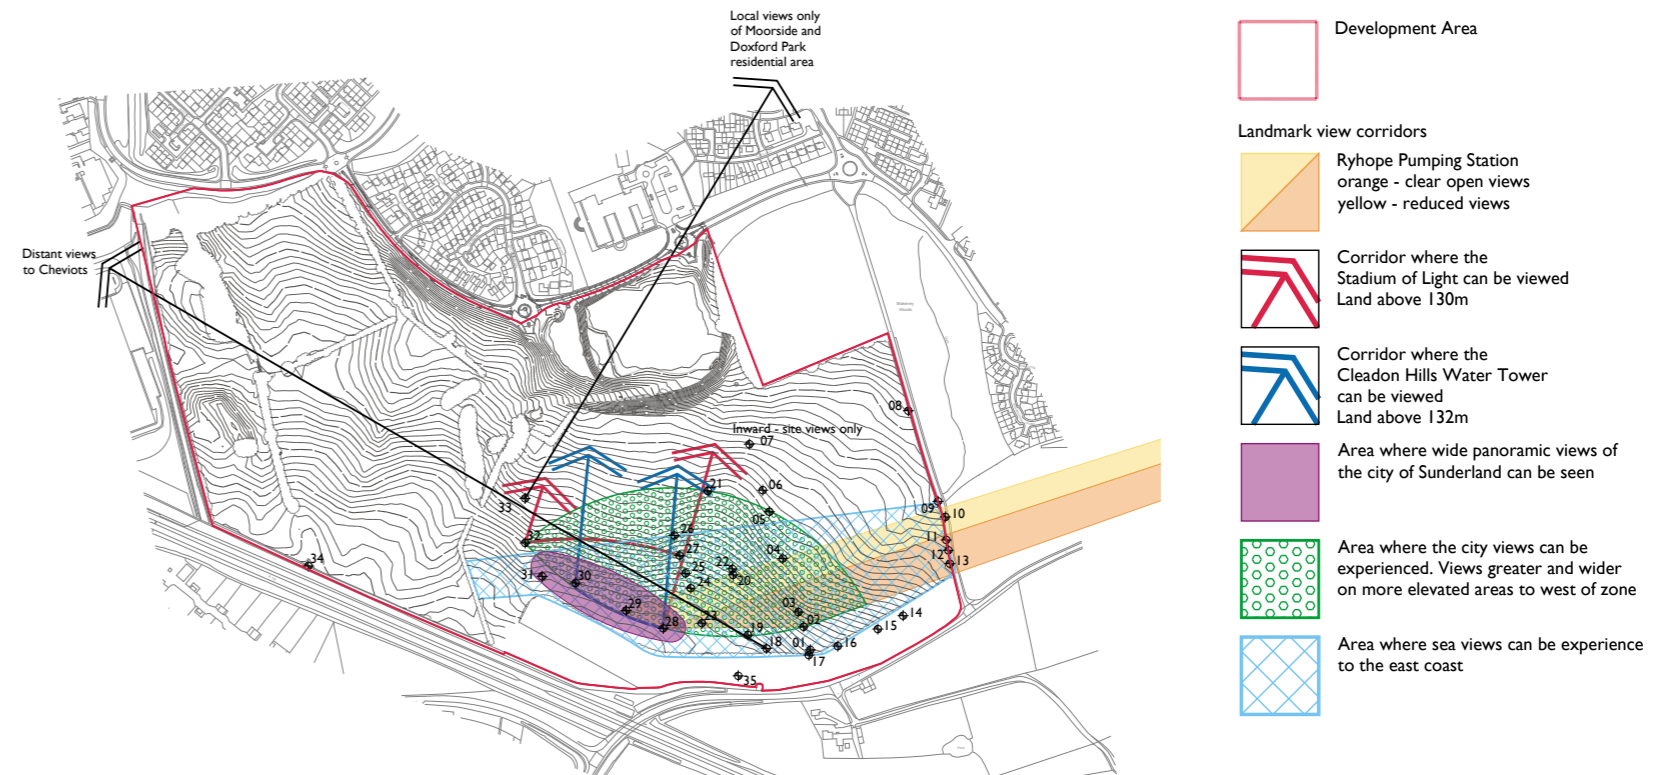 Local views only
of Moorside and
Doxford Park
residential area
Distant views
to Cheviots
Inward - site views only
08
07
06
05
21
33
32
26
27
22
25
20
24
04
09
10
11
12
13
31
30
29
28
23
03
02
19
01
18
17
16
15
14
34
35
Development Area
Landmark view corridors
Ryhope Pumping Station
orange - clear open views
yellow - reduced views
Corridor where the
Stadium of Light can be viewed
Land above 130m
Corridor where the
Cleadon Hills Water Tower
can be viewed
Land above 132m
Area where wide panoramic views of
the city of Sunderland can be seen
Area where the city views can be
experienced. Views greater and wider
on more elevated areas to west of zone
Area where sea views can be experience
to the east coast